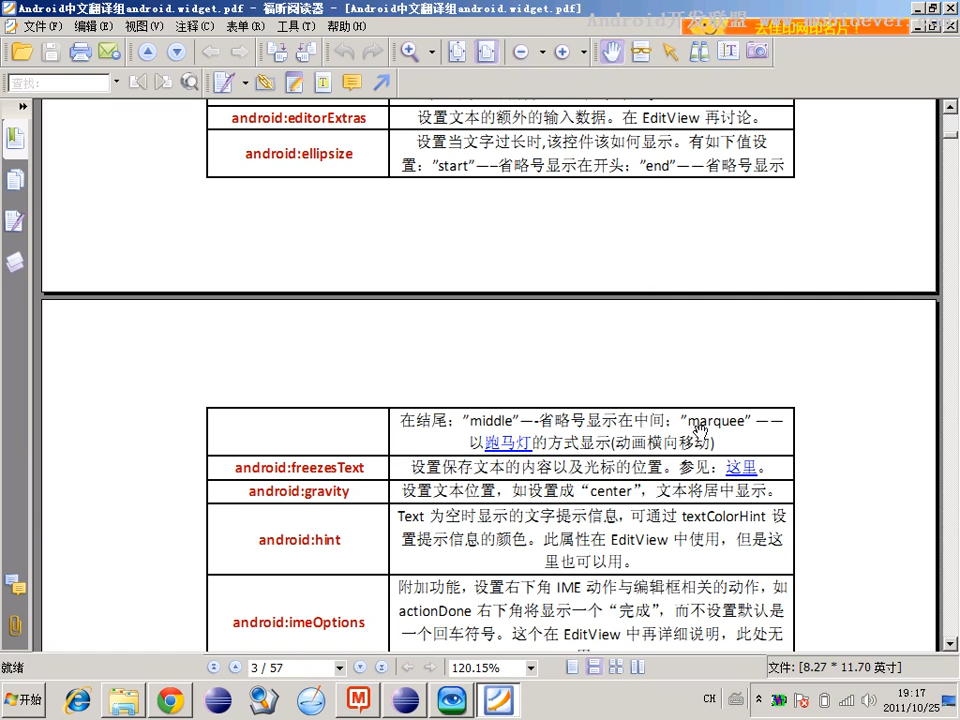 Android中文翻译组android.widget.pdf - 福昕阅读器 - [Android中文翻译组android.widget.pdf]
Android开发联盟
文件(F) 编辑(E) 视图(V) 注释(C) 表单(R) 工具(T) 帮助(H)
查找:
android:editorExtras 设置文本的额外的输入数据。在 EditView 再讨论。
android:ellipsize
设置当文字过长时,该控件该如何显示。有如下值设
置：”start”—–省略号显示在开头；”end”——省略号显示
在结尾；”middle”—-省略号显示在中间；”marquee” ——
以跑马灯的方式显示(动画横向移动)
android:freezesText 设置保存文本的内容以及光标的位置。参见：这里。
android:gravity 设置文本位置，如设置成“center”，文本将居中显示。
android:hint
Text 为空时显示的文字提示信息，可通过 textColorHint 设
置提示信息的颜色。此属性在 EditView 中使用，但是这
里也可以用。
android:imeOptions
附加功能，设置右下角 IME 动作与编辑框相关的动作，如
actionDone 右下角将显示一个“完成”，而不设置默认是
一个回车符号。这个在 EditView 中再详细说明，此处无
就绪 3 / 57 120.15% 文件: [8.27 * 11.70 英寸]
开始 CH 19:17
2011/10/25